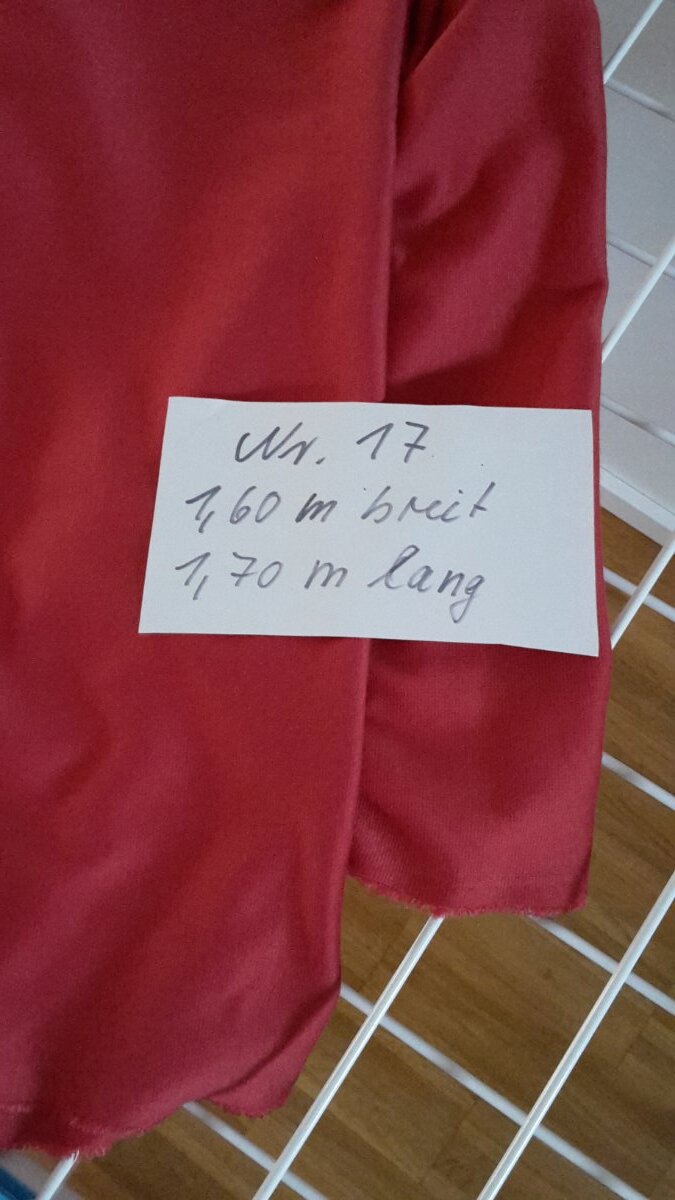 Nr. 17
1,60 m breit
1,70 m lang